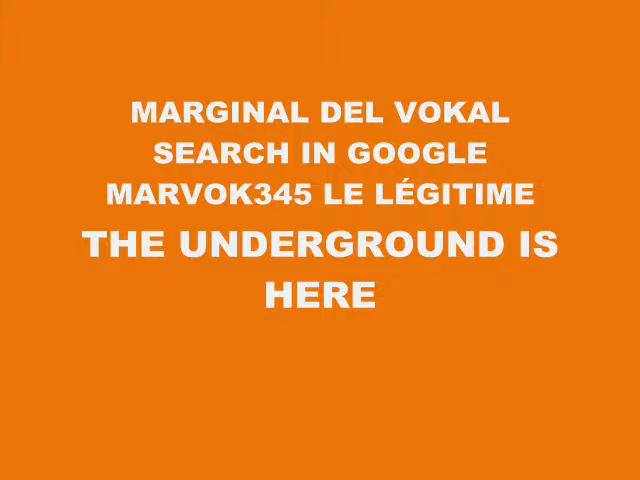 MARGINAL DEL VOKAL
SEARCH IN GOOGLE
MARVOK345 LE LÉGITIME
THE UNDERGROUND IS
HERE